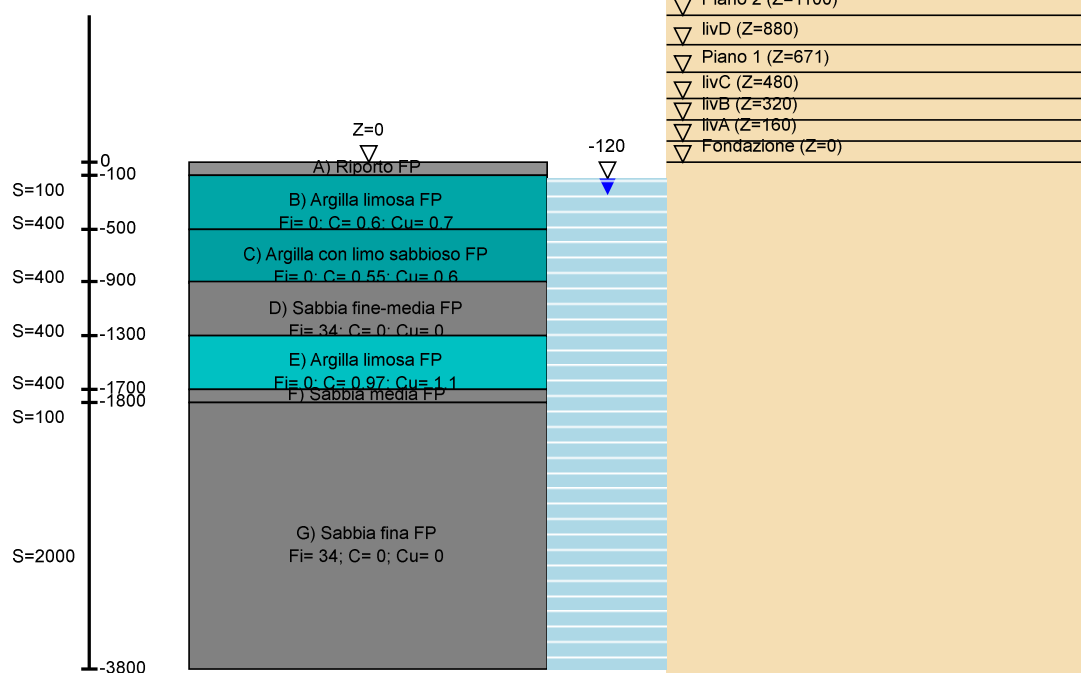 Piano 2 (Z=1100)
livD (Z=880)
Piano 1 (Z=671)
livC (Z=480)
livB (Z=320)
livA (Z=160)
Fondazione (Z=0)
Z=0
-120
0
-100
-500
-900
-1300
-1700
-1800
-3800
S=100
S=400
S=400
S=400
S=400
S=100
S=2000
A) Riporto FP
B) Argilla limosa FP
Fi= 0; C= 0.6; Cu= 0.7
C) Argilla con limo sabbioso FP
Fi= 0; C= 0.55; Cu= 0.6
D) Sabbia fine-media FP
Fi= 34; C= 0; Cu= 0
E) Argilla limosa FP
Fi= 0; C= 0.97; Cu= 1.1
F) Sabbia media FP
G) Sabbia fina FP
Fi= 34; C= 0; Cu= 0